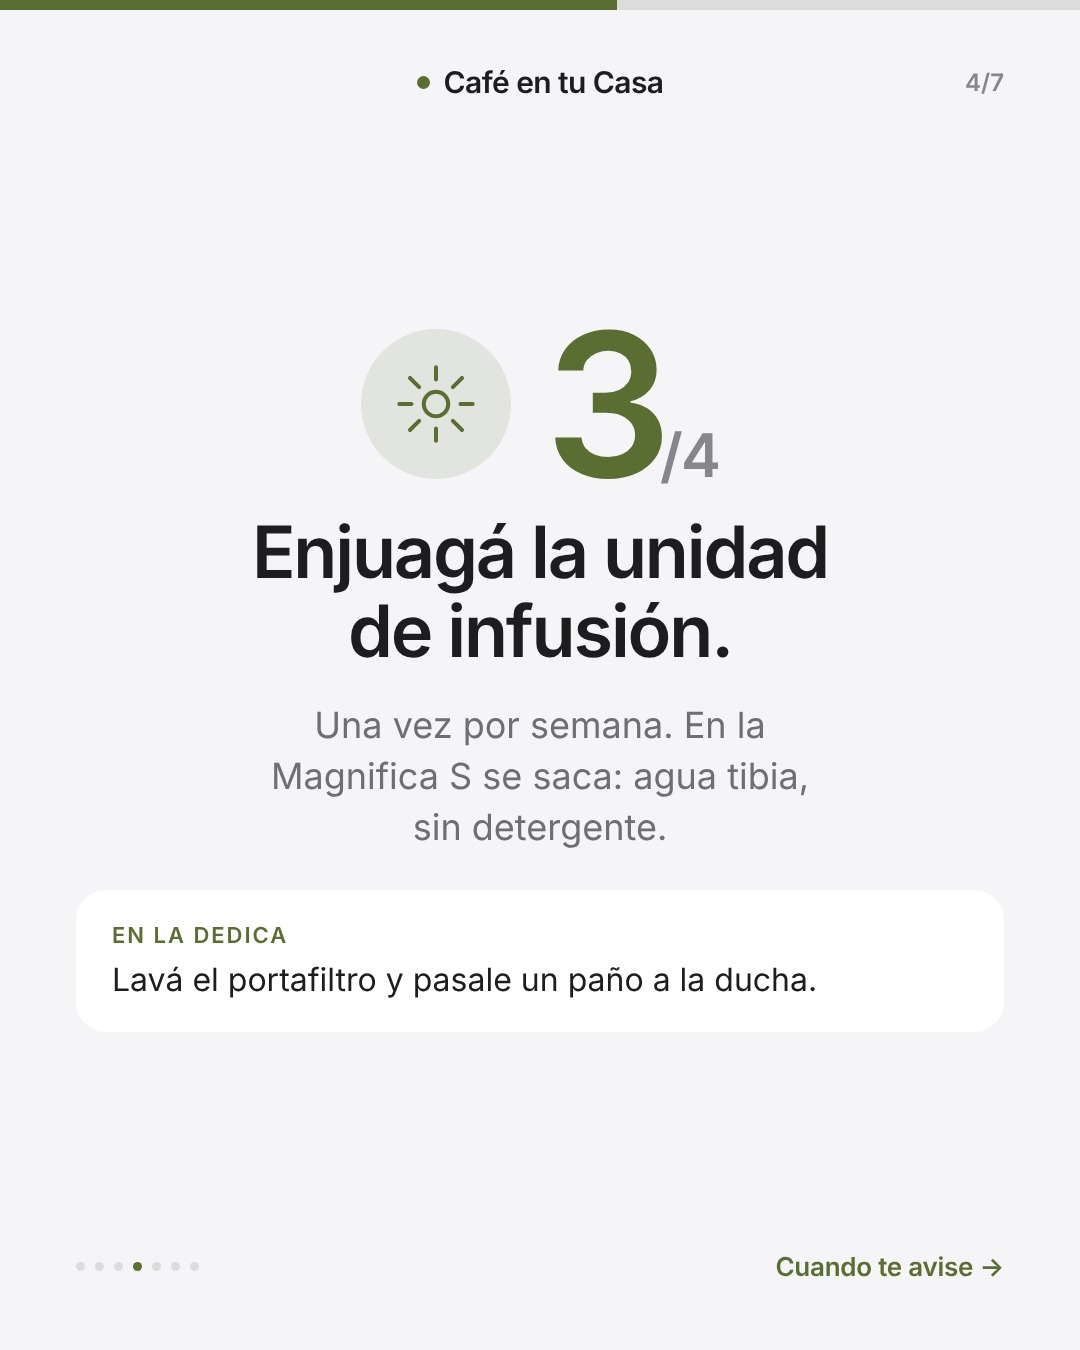 Café en tu Casa
4/7
3/4
Enjuagá la unidad
de infusión.
Una vez por semana. En la
Magnifica S se saca: agua tibia,
sin detergente.
EN LA DEDICA
Lavá el portafiltro y pasale un paño a la ducha.
Cuando te avise →